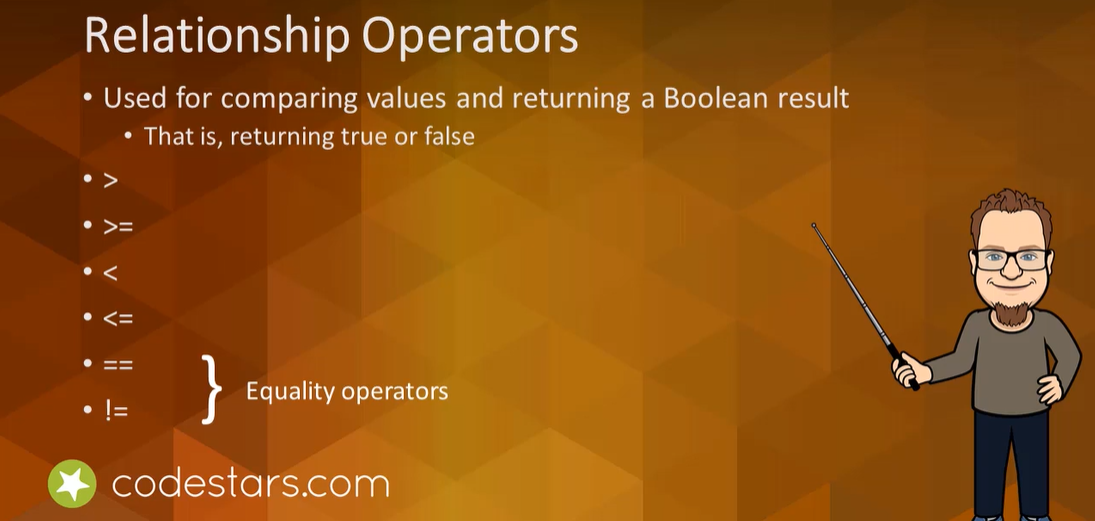 Relationship Operators
• Used for comparing values and returning a Boolean result
• That is, returning true or false
• >
• >=
• <
• <=
• ==
• !=
} Equality operators
codestars.com